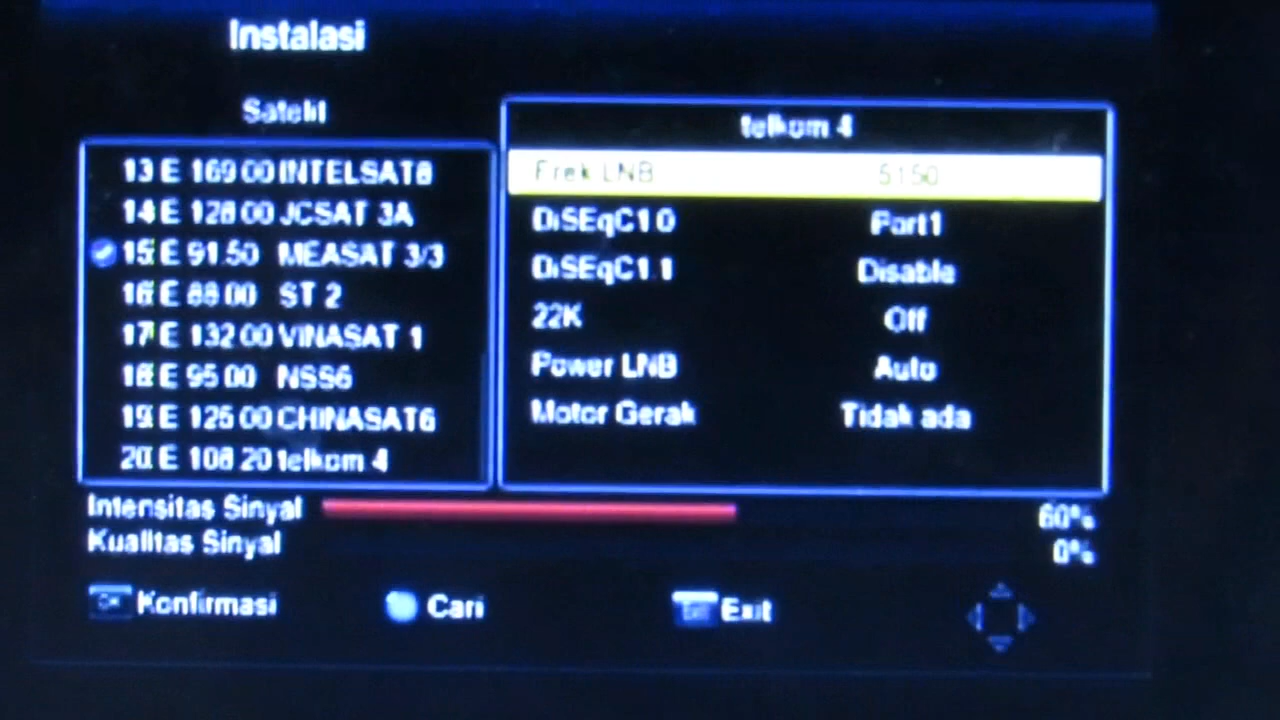 Instalasi
Satelit
13 E 169.00 INTELSAT8
14 E 128.00 JCSAT 3A
15 E 91.50 MEASAT 3/3
16 E 88.00 ST 2
17 E 132.00 VINASAT 1
18 E 95.00 NSS6
19 E 125.00 CHINASAT6
20 E 108.20 telkom 4
telkom 4
Frek LNB 5150
DiSEqC1.0 Port1
DiSEqC1.1 Disable
22K Off
Power LNB Auto
Motor Gerak Tidak ada
Intensitas Sinyal 60%
Kualitas Sinyal 0%
OK Konfirmasi Cari Exit